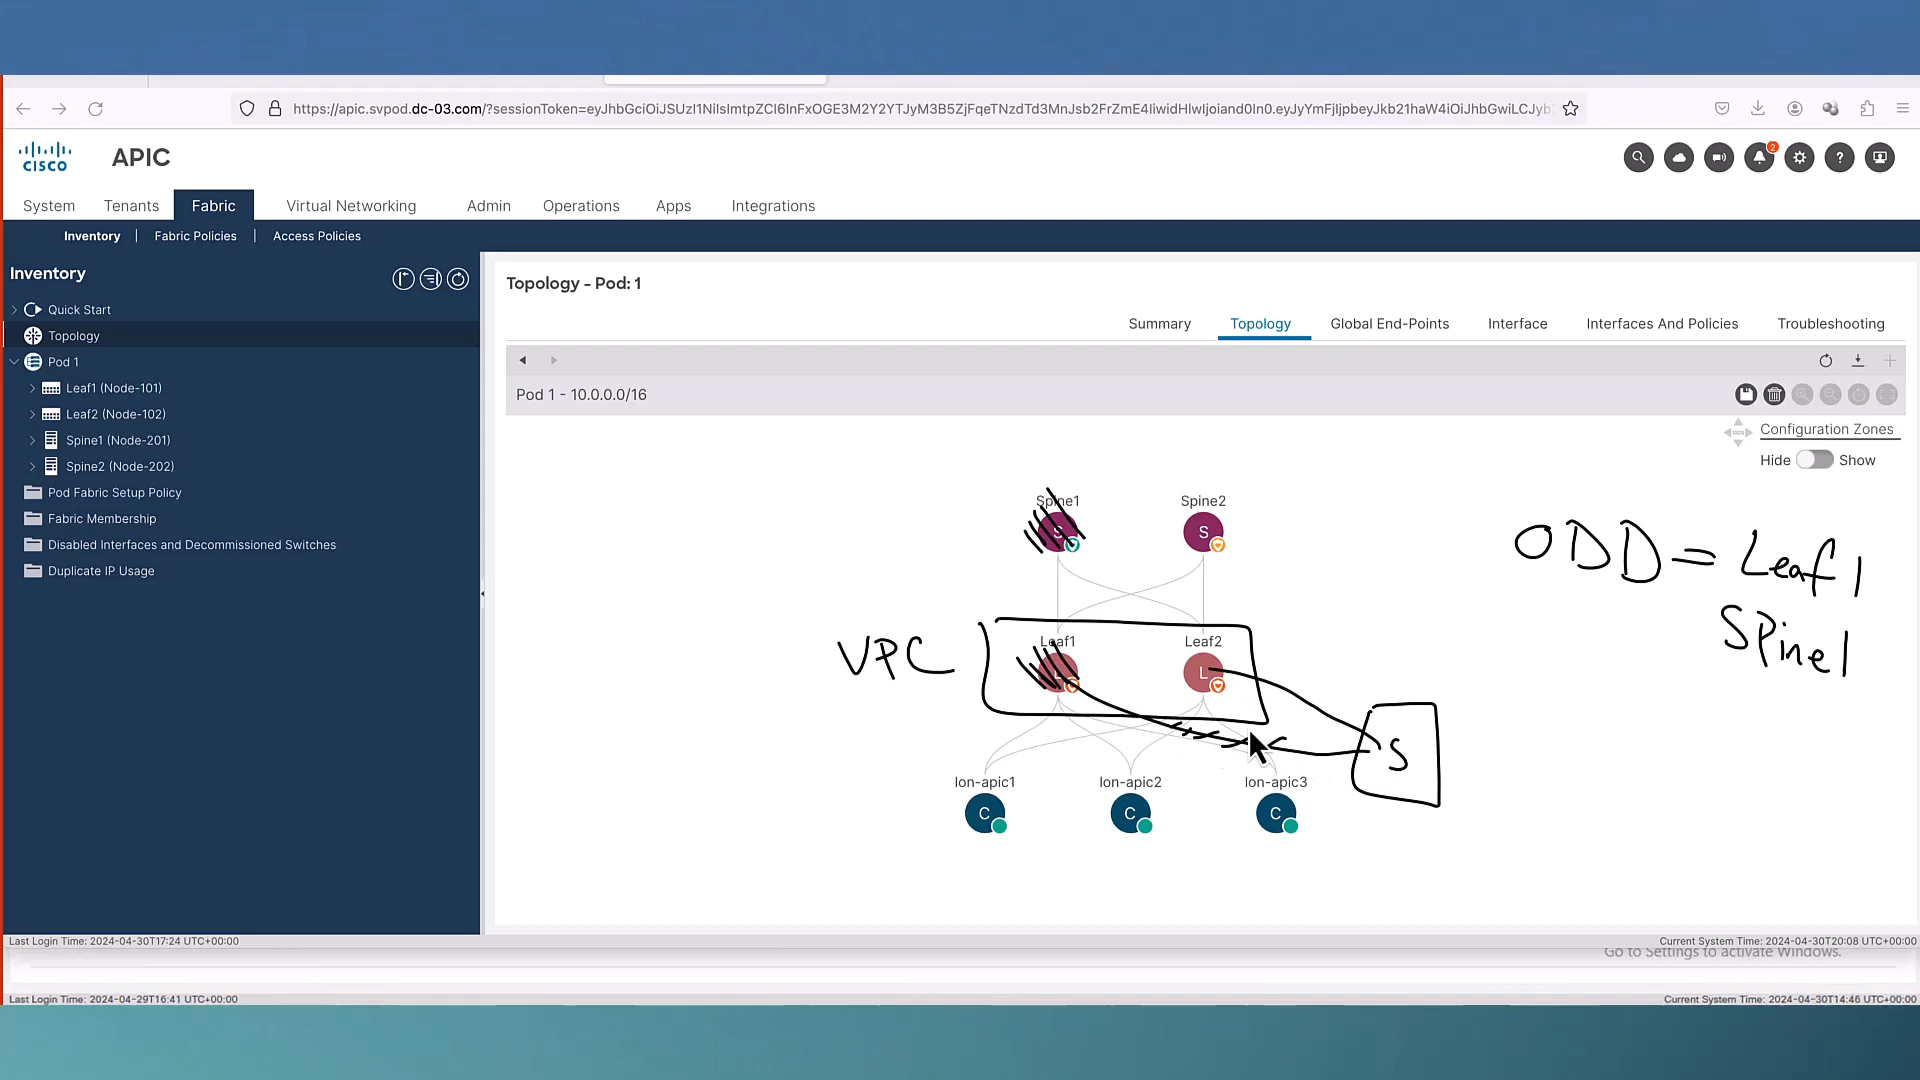 https://apic.svpod.dc-03.com/?sessionToken=
CISCO
APIC
2
System Tenants Fabric Virtual Networking Admin Operations Apps Integrations
Inventory | Fabric Policies | Access Policies
Inventory
Quick Start
Topology
Pod 1
Leaf1 (Node-101)
Leaf2 (Node-102)
Spine1 (Node-201)
Spine2 (Node-202)
Pod Fabric Setup Policy
Fabric Membership
Disabled Interfaces and Decommissioned Switches
Duplicate IP Usage
Topology - Pod: 1
Summary Topology Global End-Points Interface Interfaces And Policies Troubleshooting
Pod 1 - 10.0.0.0/16
Configuration Zones
100%
Hide Show
Spine1 Spine2
S S
ODD = Leaf 1
Spine1
VPC
Leaf1 Leaf2
L L
S
lon-apic1 lon-apic2 lon-apic3
C C C
Last Login Time: 2024-04-30T17:24 UTC+00:00
Current System Time: 2024-04-30T20:08 UTC+00:00
Go to Settings to activate Windows.
Last Login Time: 2024-04-29T16:41 UTC+00:00
Current System Time: 2024-04-30T14:46 UTC+00:00